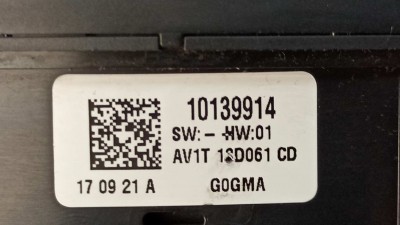 10139914
SW:- HW:01
AV1T 18D061 CD
17 09 21 A
G0GMA